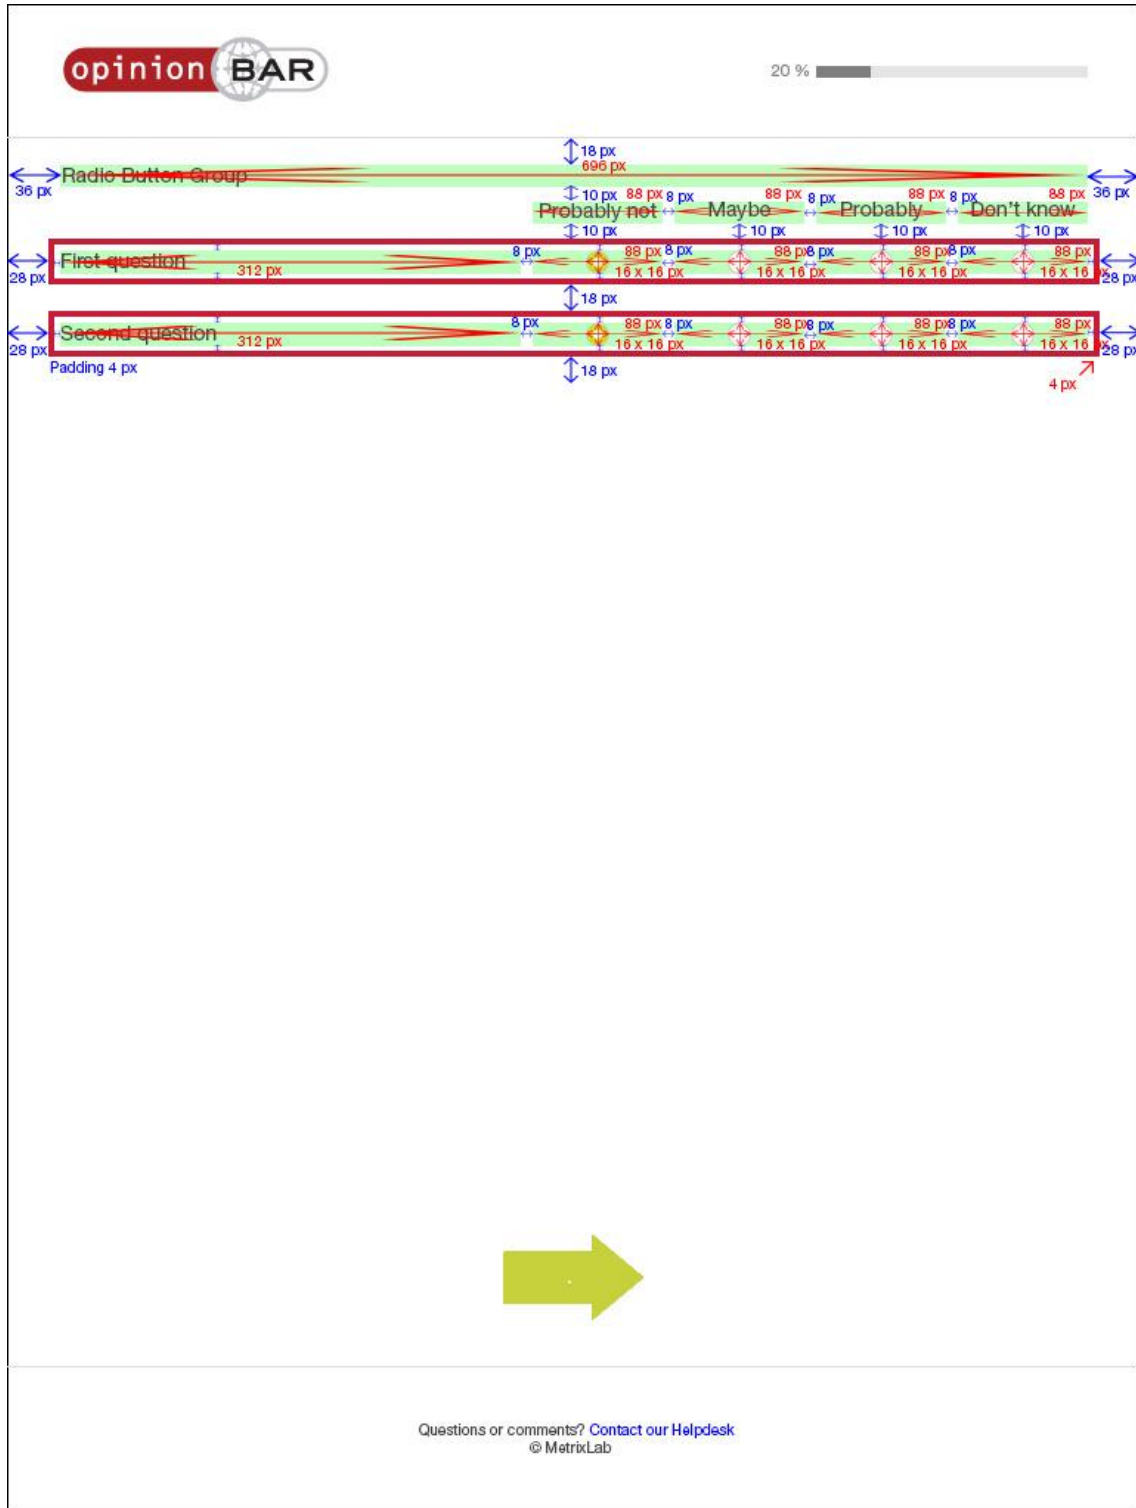 opinion BAR
20 %
18 px
696 px
Radio Button Group
36 px
36 px
10 px 88 px 8 px 88 px 8 px 88 px 8 px 88 px
Probably not Maybe Probably Don't know
10 px 10 px 10 px 10 px
First question
8 px 88 px 8 px 88 px 8 px 88 px 8 px 88 px
312 px 16 x 16 px 16 x 16 px 16 x 16 px 16 x 16 px
28 px 28 px
18 px
Second question
8 px 88 px 8 px 88 px 8 px 88 px 8 px 88 px
312 px 16 x 16 px 16 x 16 px 16 x 16 px 16 x 16 px
28 px 28 px
Padding 4 px
18 px
4 px
Questions or comments? Contact our Helpdesk
© MetrixLab